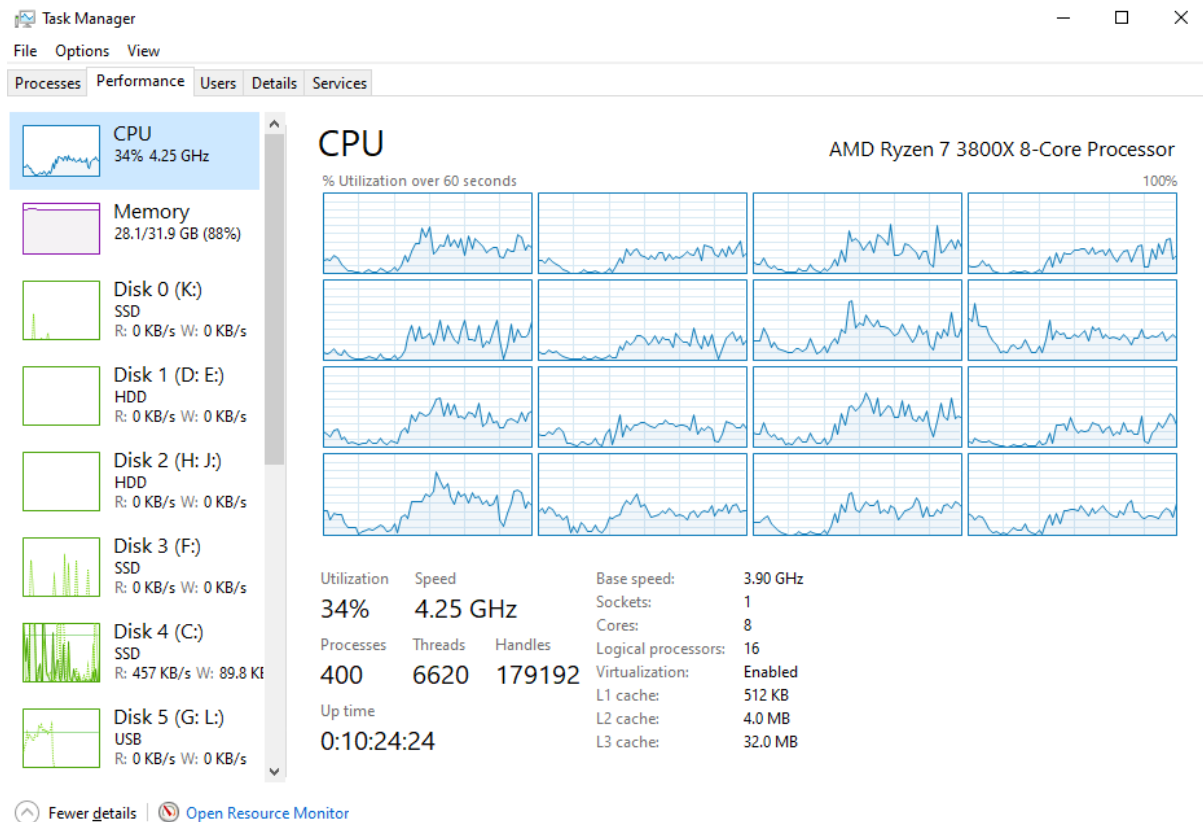 Task Manager
File Options View
Processes Performance Users Details Services
CPU
34% 4.25 GHz
Memory
28.1/31.9 GB (88%)
Disk 0 (K:)
SSD
R: 0 KB/s W: 0 KB/s
Disk 1 (D: E:)
HDD
R: 0 KB/s W: 0 KB/s
Disk 2 (H: J:)
HDD
R: 0 KB/s W: 0 KB/s
Disk 3 (F:)
SSD
R: 0 KB/s W: 0 KB/s
Disk 4 (C:)
SSD
R: 457 KB/s W: 89.8 KE
Disk 5 (G: L:)
USB
R: 0 KB/s W: 0 KB/s
CPU AMD Ryzen 7 3800X 8-Core Processor
% Utilization over 60 seconds 100%
Utilization Speed
34% 4.25 GHz
Processes Threads Handles
400 6620 179192
Up time
0:10:24:24
Base speed: 3.90 GHz
Sockets: 1
Cores: 8
Logical processors: 16
Virtualization: Enabled
L1 cache: 512 KB
L2 cache: 4.0 MB
L3 cache: 32.0 MB
Fewer details Open Resource Monitor